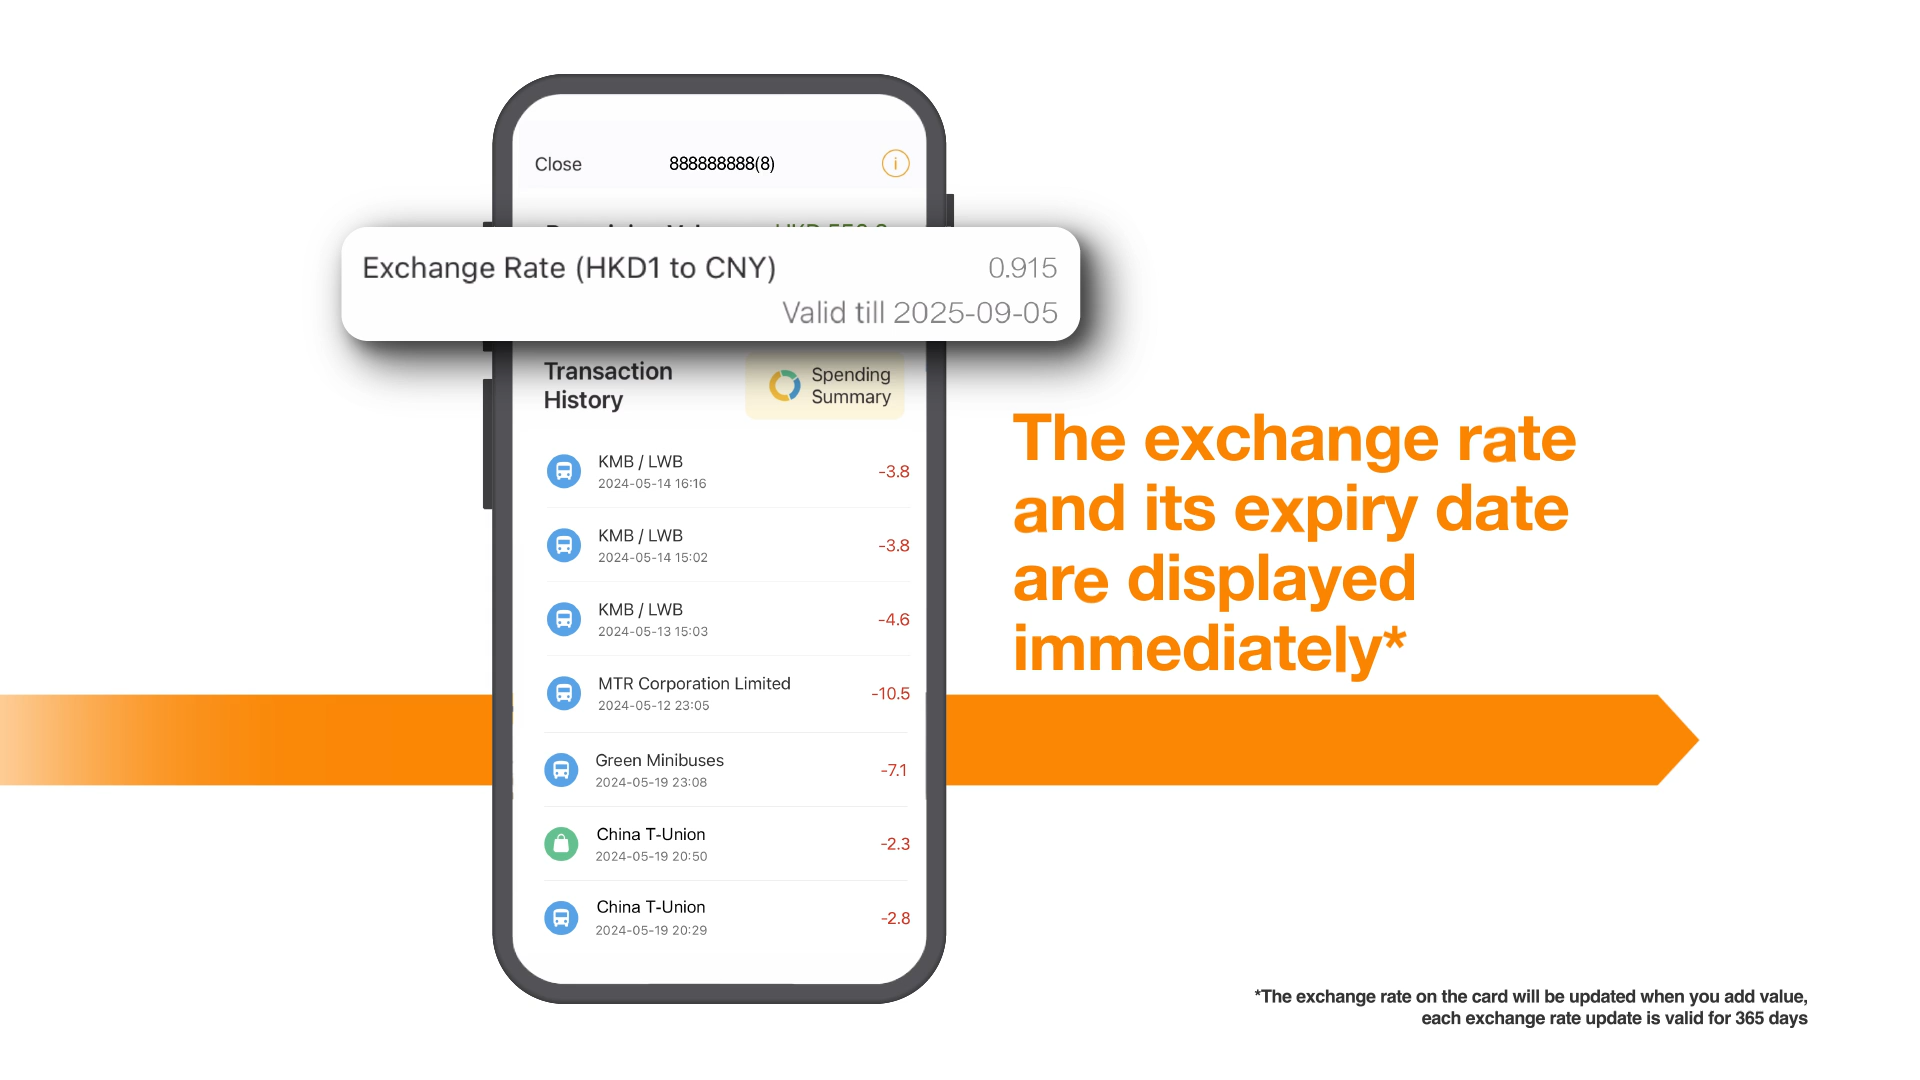 Close
888888888(8)
Exchange Rate (HKD1 to CNY)
0.915
Valid till 2025-09-05
Transaction
History
Spending
Summary
KMB / LWB
2024-05-14 16:16
-3.8
KMB / LWB
2024-05-14 15:02
-3.8
KMB / LWB
2024-05-13 15:03
-4.6
MTR Corporation Limited
2024-05-12 23:05
-10.5
Green Minibuses
2024-05-19 23:08
-7.1
China T-Union
2024-05-19 20:50
-2.3
China T-Union
2024-05-19 20:29
-2.8
The exchange rate
and its expiry date
are displayed
immediately*
*The exchange rate on the card will be updated when you add value,
each exchange rate update is valid for 365 days